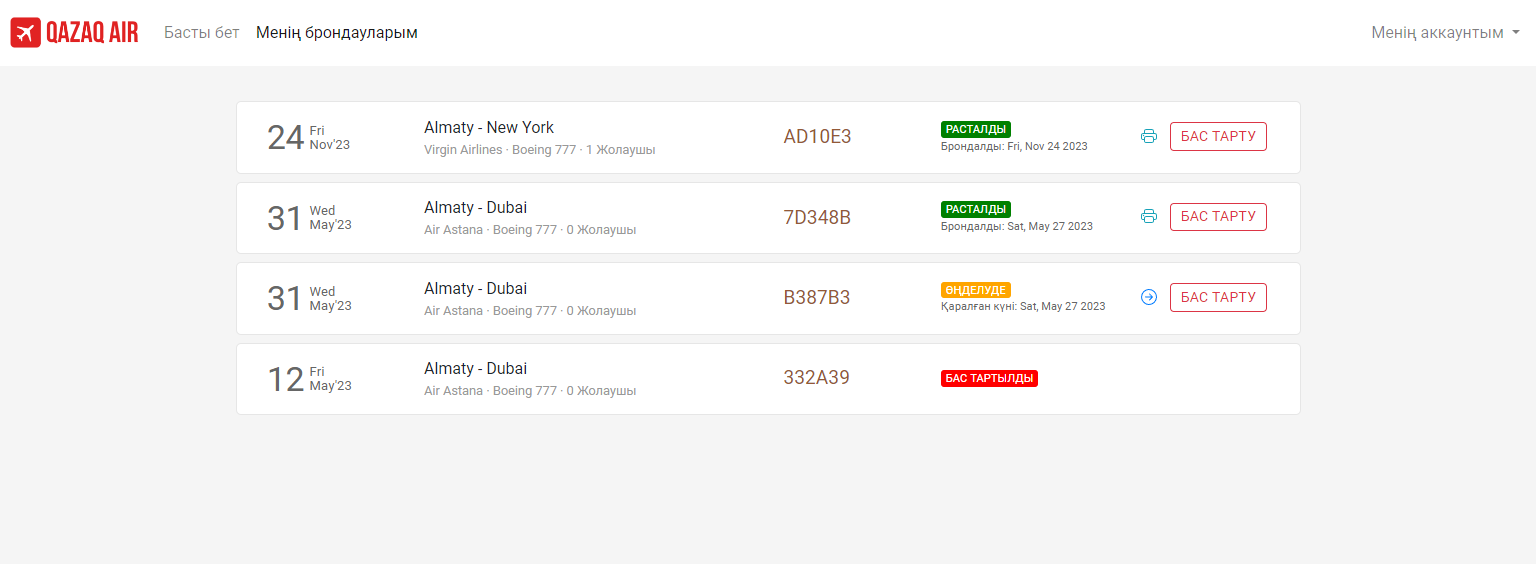 QAZAQ AIR Басты бет Менің брондауларым Менің аккаунтым
24 Fri Nov'23
Almaty - New York
Virgin Airlines · Boeing 777 · 1 Жолаушы
AD10E3
РАСТАЛДЫ
Брондалды: Fri, Nov 24 2023
БАС ТАРТУ
31 Wed May'23
Almaty - Dubai
Air Astana · Boeing 777 · 0 Жолаушы
7D348B
РАСТАЛДЫ
Брондалды: Sat, May 27 2023
БАС ТАРТУ
31 Wed May'23
Almaty - Dubai
Air Astana · Boeing 777 · 0 Жолаушы
B387B3
ӨҢДЕЛУДЕ
Қаралған күні: Sat, May 27 2023
БАС ТАРТУ
12 Fri May'23
Almaty - Dubai
Air Astana · Boeing 777 · 0 Жолаушы
332A39
БАС ТАРТЫЛДЫ